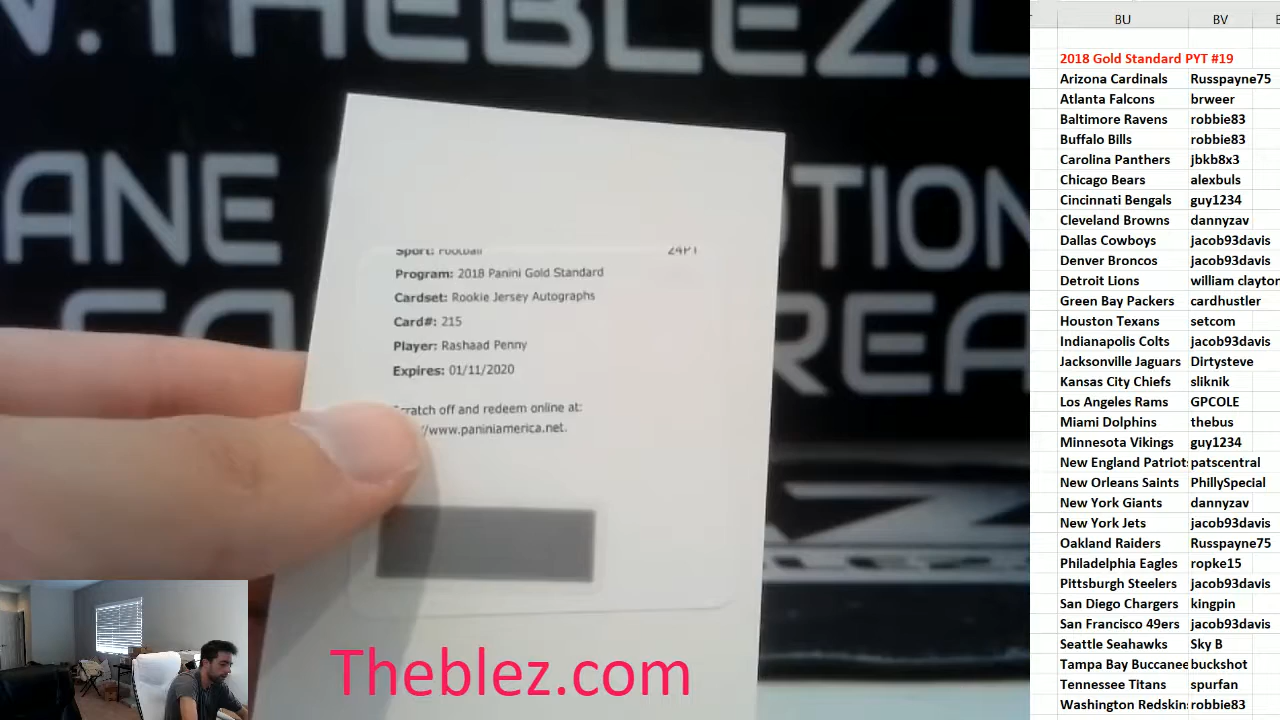 W.THEBLEZ.C
ANE
TION
Sport: Football 24PT
Program: 2018 Panini Gold Standard
Cardset: Rookie Jersey Autographs
Card#: 215
Player: Rashaad Penny
Expires: 01/11/2020
Scratch off and redeem online at:
//www.paniniamerica.net.
Theblez.com
BU BV
2018 Gold Standard PYT #19
Arizona Cardinals Russpayne75
Atlanta Falcons brweer
Baltimore Ravens robbie83
Buffalo Bills robbie83
Carolina Panthers jbkb8x3
Chicago Bears alexbuls
Cincinnati Bengals guy1234
Cleveland Browns dannyzav
Dallas Cowboys jacob93davis
Denver Broncos jacob93davis
Detroit Lions william clayton
Green Bay Packers cardhustler
Houston Texans setcom
Indianapolis Colts jacob93davis
Jacksonville Jaguars Dirtysteve
Kansas City Chiefs sliknik
Los Angeles Rams GPCOLE
Miami Dolphins thebus
Minnesota Vikings guy1234
New England Patriots patscentral
New Orleans Saints PhillySpecial
New York Giants dannyzav
New York Jets jacob93davis
Oakland Raiders Russpayne75
Philadelphia Eagles ropke15
Pittsburgh Steelers jacob93davis
San Diego Chargers kingpin
San Francisco 49ers jacob93davis
Seattle Seahawks Sky B
Tampa Bay Buccanee buckshot
Tennessee Titans spurfan
Washington Redskins robbie83